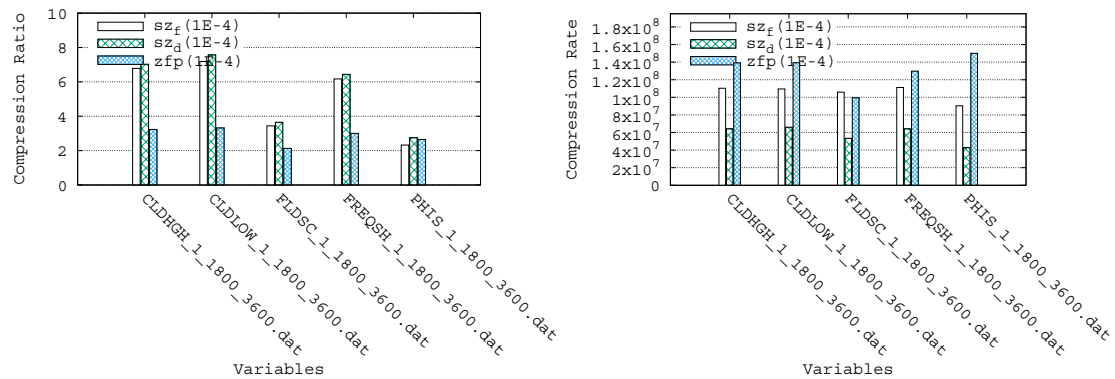 Compression Ratio
10
8
6
4
2
0
sz_f(1E-4)
sz_d(1E-4)
zfp(1E-4)
CLDHGH_1_1800_3600.dat
CLDLOW_1_1800_3600.dat
FLDSC_1_1800_3600.dat
FREQSH_1_1800_3600.dat
PHIS_1_1800_3600.dat
Variables
Compression Rate
1.8x10^8
1.6x10^8
1.4x10^8
1.2x10^8
1x10^8
8x10^7
6x10^7
4x10^7
2x10^7
0
sz_f(1E-4)
sz_d(1E-4)
zfp(1E-4)
CLDHGH_1_1800_3600.dat
CLDLOW_1_1800_3600.dat
FLDSC_1_1800_3600.dat
FREQSH_1_1800_3600.dat
PHIS_1_1800_3600.dat
Variables